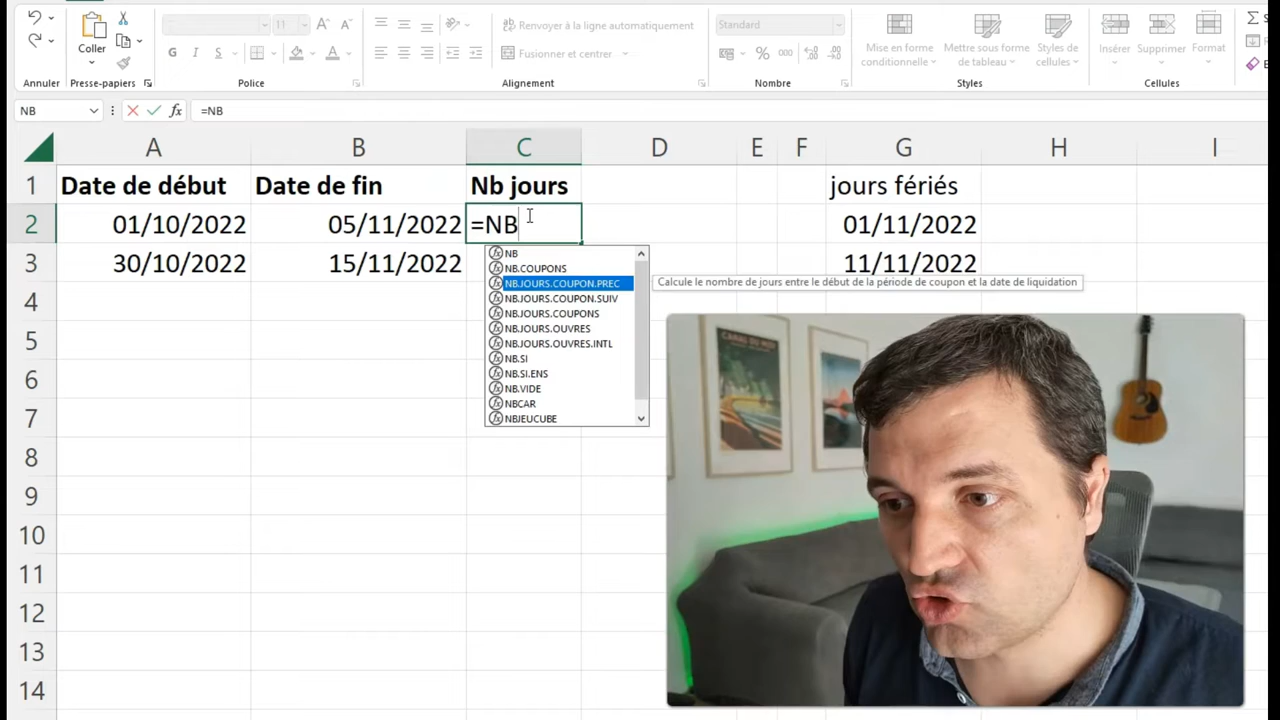 11
Renvoyer à la ligne automatiquement
Standard
Coller
G I S
Fusionner et centrer
% 000
Mise en forme conditionnelle
Mettre sous forme de tableau
Styles de cellules
Insérer
Supprimer
Format
Annuler
Presse-papiers
Police
Alignement
Nombre
Styles
Cellules
NB
fx
=NB
A B C D E F G H I
1 Date de début Date de fin Nb jours jours fériés
2 01/10/2022 05/11/2022 =NB 01/11/2022
3 30/10/2022 15/11/2022 11/11/2022
NB
NB.COUPONS
NB.JOURS.COUPON.PREC
Calcule le nombre de jours entre le début de la période de coupon et la date de liquidation
NB.JOURS.COUPON.SUIV
NB.JOURS.COUPONS
NB.JOURS.OUVRES
NB.JOURS.OUVRES.INTL
NB.SI
NB.SI.ENS
NB.VIDE
NBCAR
NBJEUCUBE
4
5
6
7
8
9
10
11
12
13
14
CANAL DU MIDI